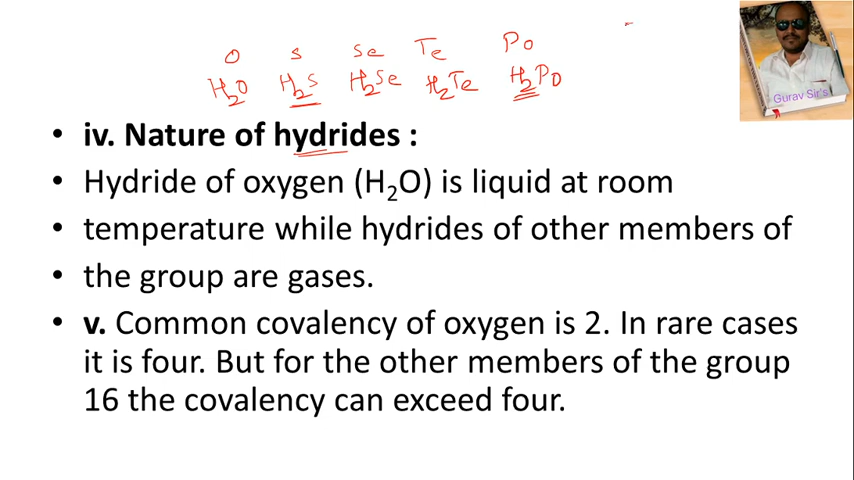 O S Se Te Po
H₂O H₂S H₂Se H₂Te H₂Po
Gurav Sir's
• iv. Nature of hydrides :
• Hydride of oxygen (H₂O) is liquid at room
• temperature while hydrides of other members of
• the group are gases.
• v. Common covalency of oxygen is 2. In rare cases
it is four. But for the other members of the group
16 the covalency can exceed four.